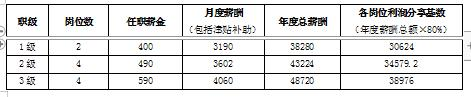 职级 岗位数 任职薪金 月度薪酬（包括津贴补助） 年度总薪酬 各岗位利润分享基数（年度薪酬总额×80%）
1级 2 400 3190 38280 30624
2级 4 490 3602 43224 34579.2
3级 4 590 4060 48720 38976